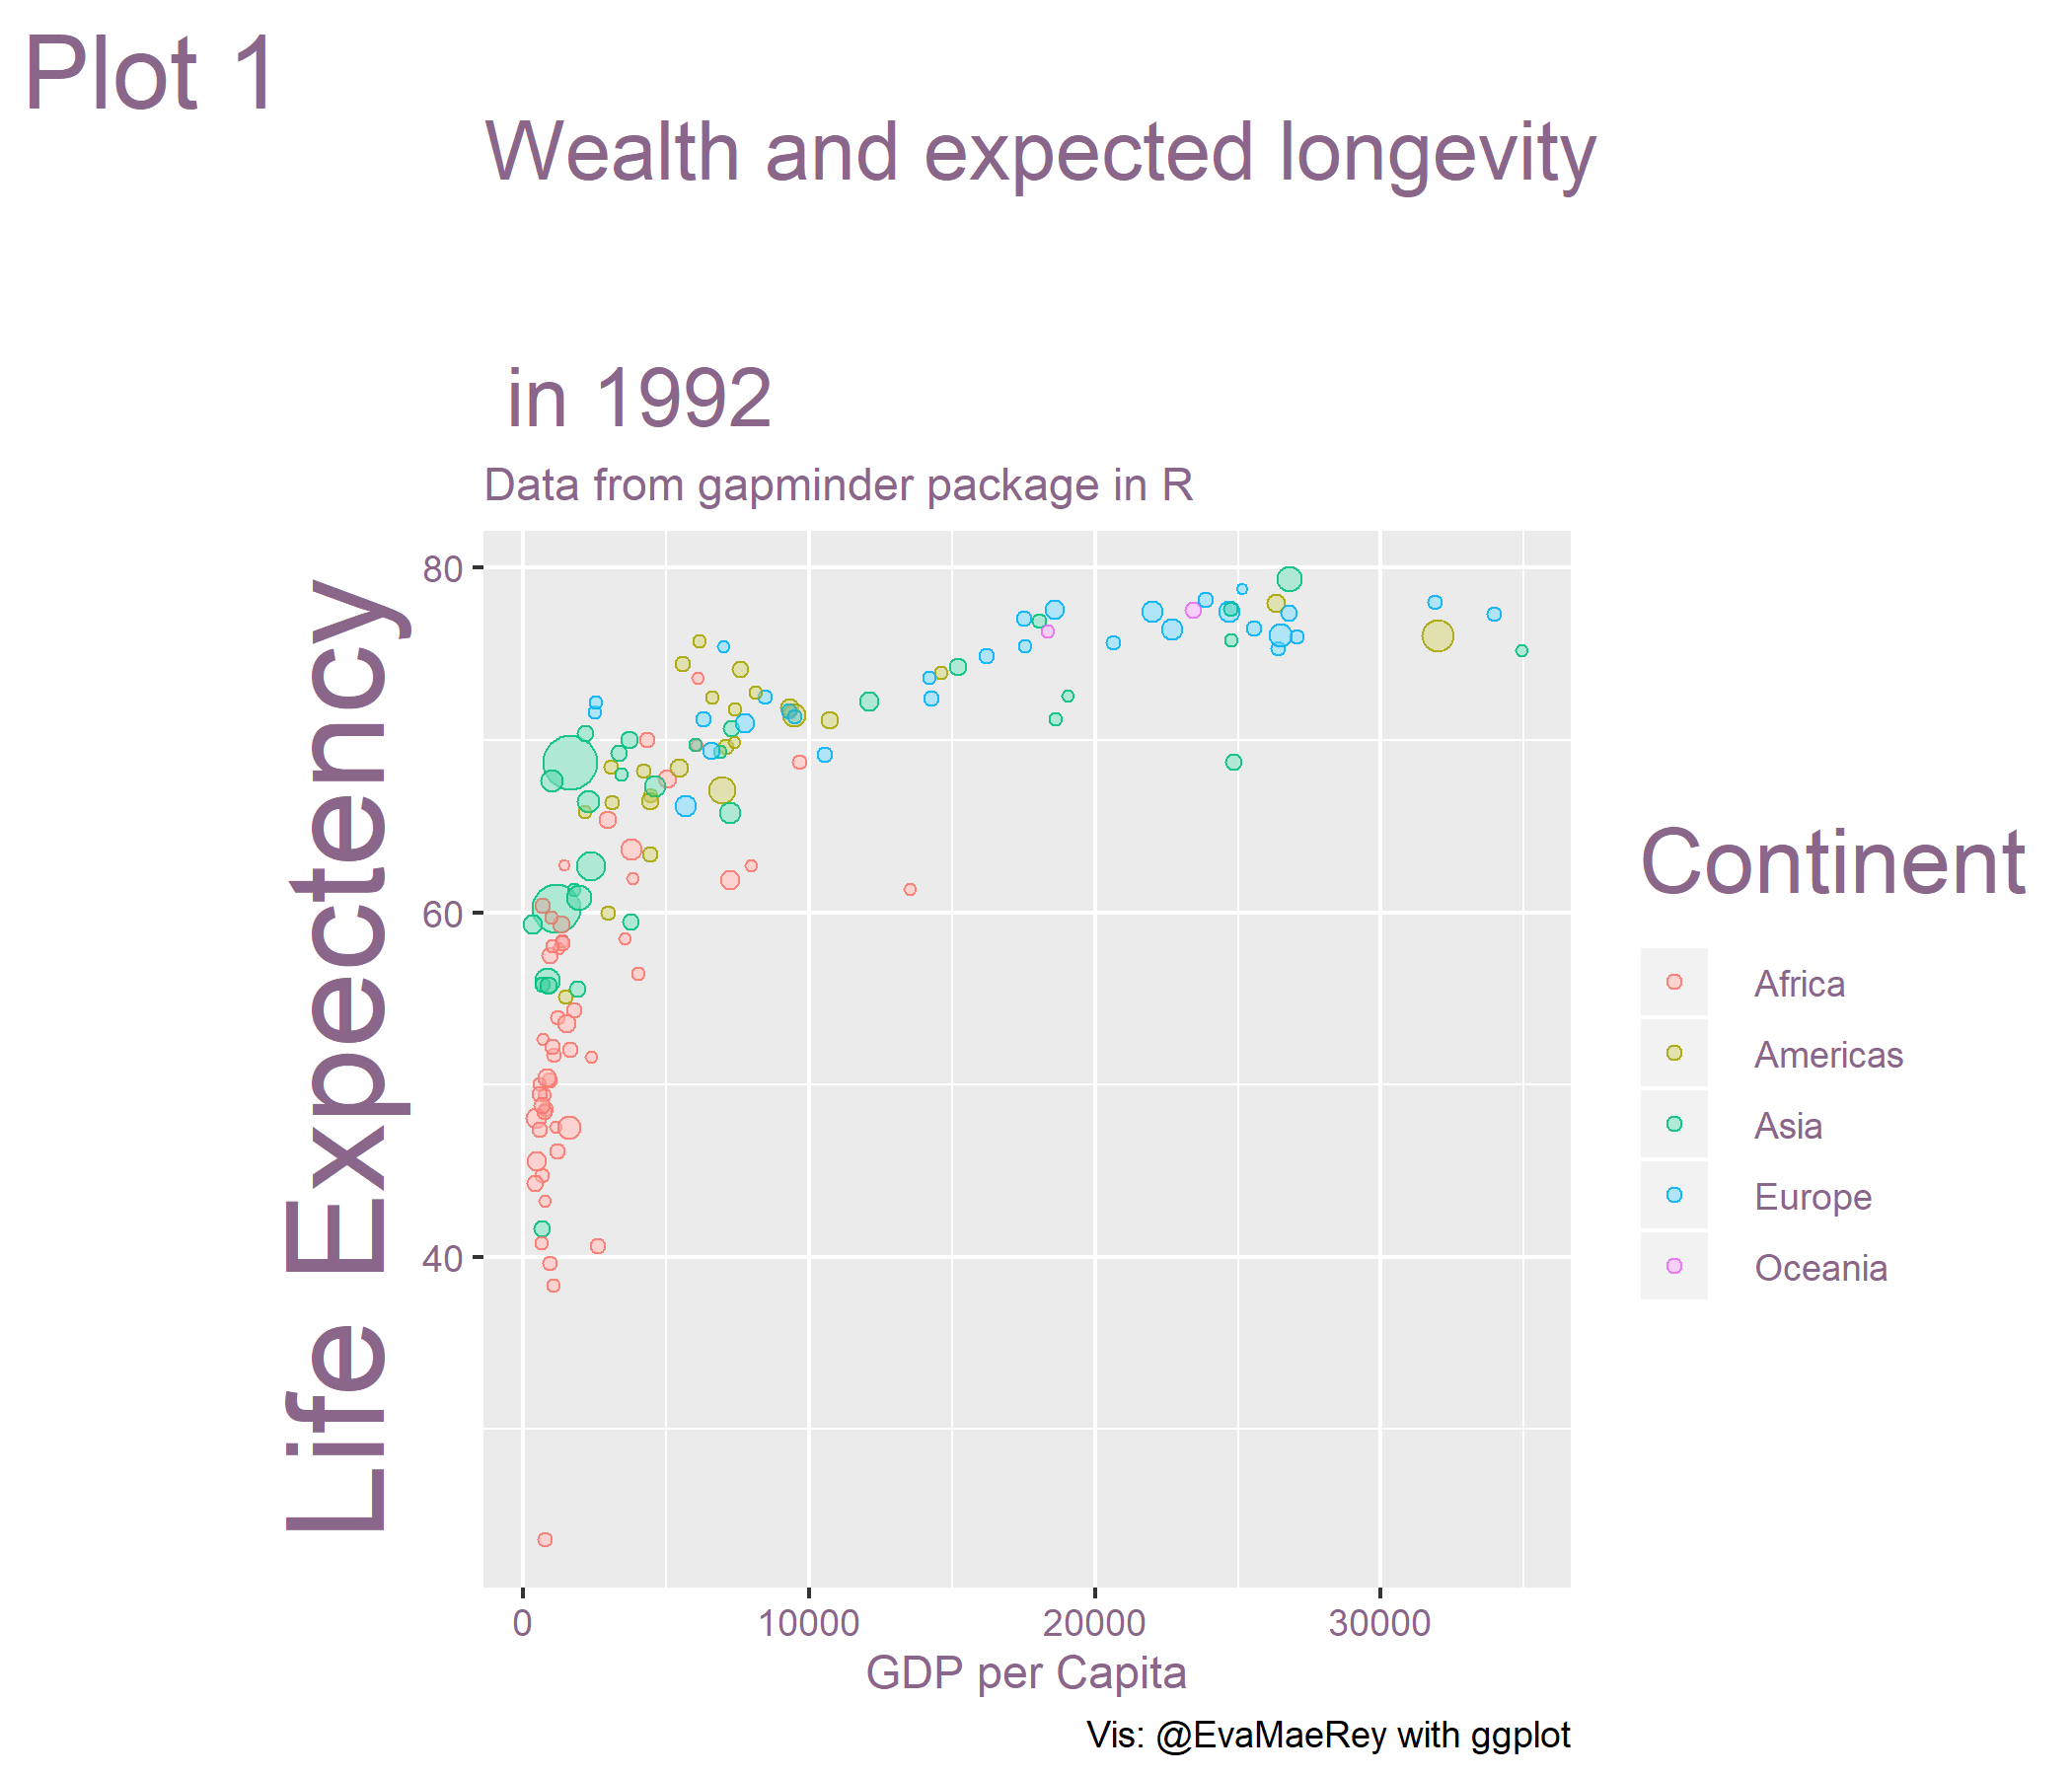 Plot 1
Wealth and expected longevity
in 1992
Data from gapminder package in R
Life Expectency
80
60
40
0 10000 20000 30000
GDP per Capita
Continent
Africa
Americas
Asia
Europe
Oceania
Vis: @EvaMaeRey with ggplot